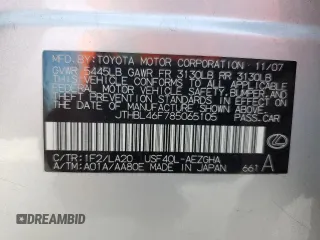 MFD.BY:TOYOTA MOTOR CORPORATION 11/07
GVWR 5445LB GAWR FR 3130LB RR 3130LB
THIS VEHICLE CONFORMS TO ALL APPLICABLE
FEDERAL MOTOR VEHICLE SAFETY, BUMPER, AND
THEFT PREVENTION STANDARDS IN EFFECT ON
THE DATE OF MANUFACTURE SHOWN ABOVE.
JTHBL46F785065105 PASS.CAR
C/TR:1F2/LA20 USF40L-AEZGHA
A/TM:A01A/AA80E MADE IN JAPAN 661 A
DREAMBID
DREAMBID.COM